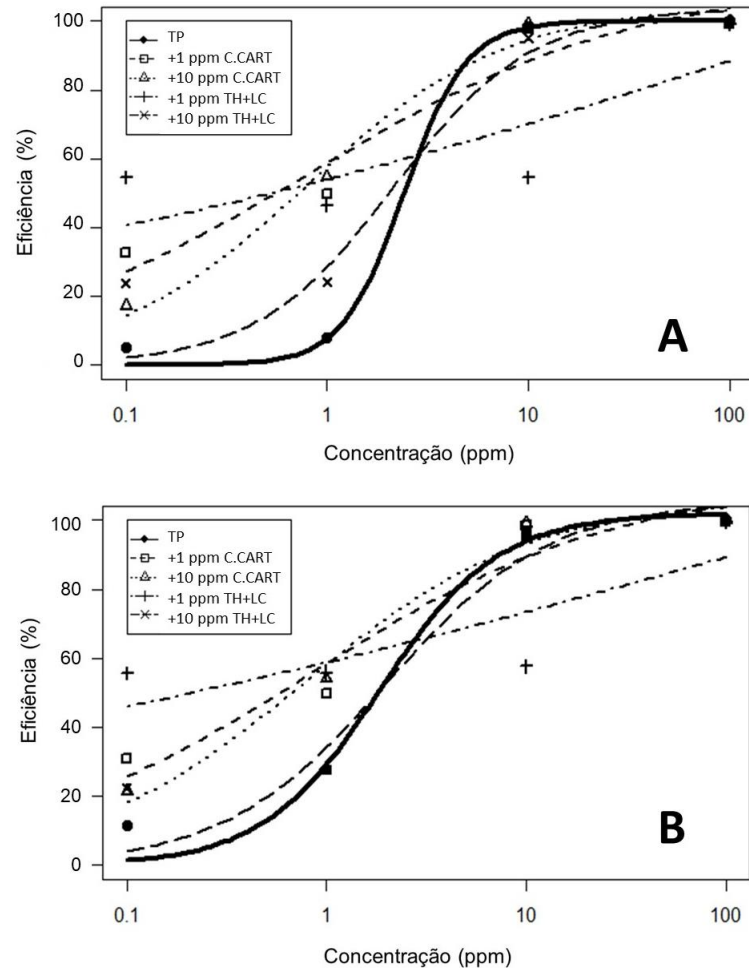 100
80
60
40
20
0
Eficiência (%)
TP
+1 ppm C.CART
+10 ppm C.CART
+1 ppm TH+LC
+10 ppm TH+LC
A
0.1 1 10 100
Concentração (ppm)
100
80
60
40
20
0
Eficiência (%)
TP
+1 ppm C.CART
+10 ppm C.CART
+1 ppm TH+LC
+10 ppm TH+LC
B
0.1 1 10 100
Concentração (ppm)